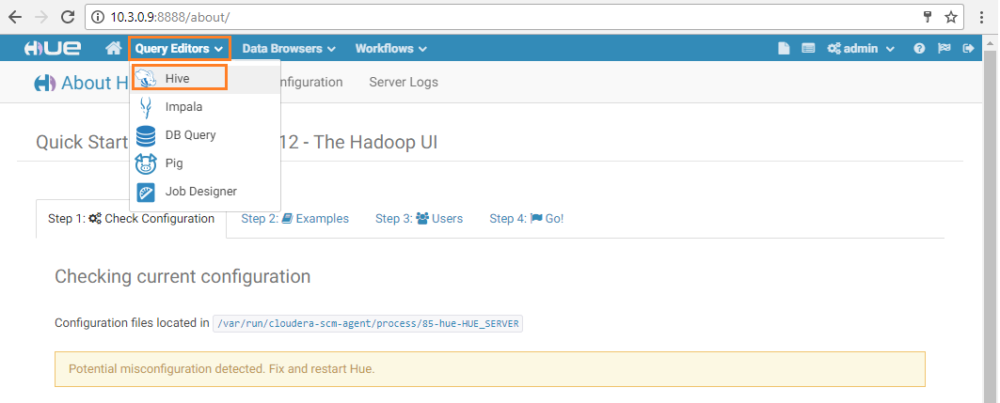 10.3.0.9:8888/about/
HUE Query Editors Data Browsers Workflows admin
About H nfiguration Server Logs
Hive
Impala
DB Query
Pig
Job Designer
Quick Start 12 - The Hadoop UI
Step 1: Check Configuration Step 2: Examples Step 3: Users Step 4: Go!
Checking current configuration
Configuration files located in /var/run/cloudera-scm-agent/process/85-hue-HUE_SERVER
Potential misconfiguration detected. Fix and restart Hue.